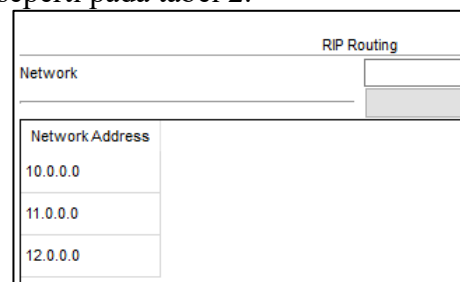 seperti pada tabel 2.
RIP Routing
Network
Network Address
10.0.0.0
11.0.0.0
12.0.0.0